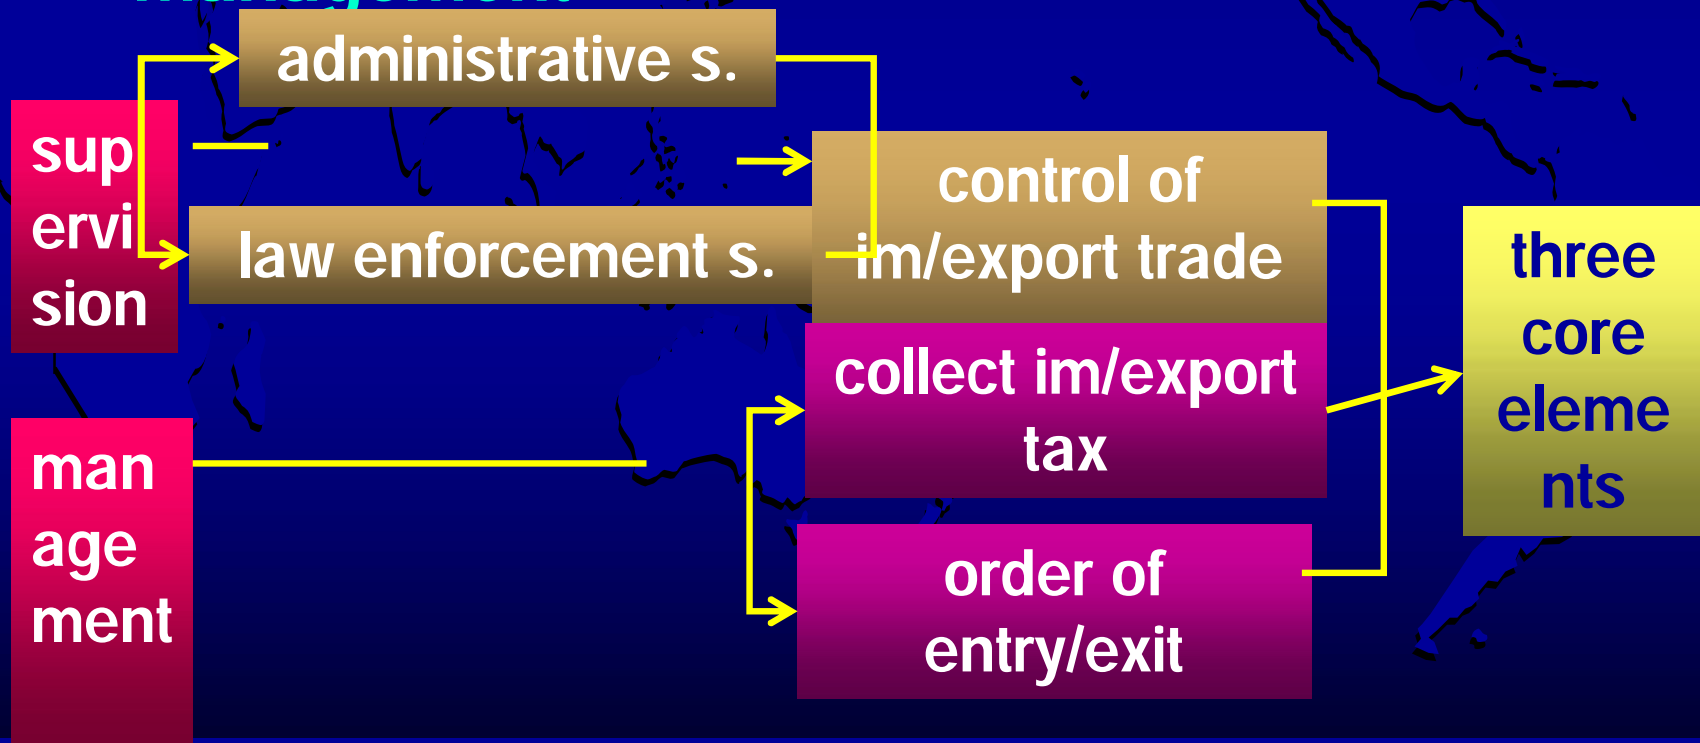 management
administrative s.
sup
ervi
sion
law enforcement s.
control of
im/export trade
collect im/export
tax
man
age
ment
order of
entry/exit
three
core
eleme
nts